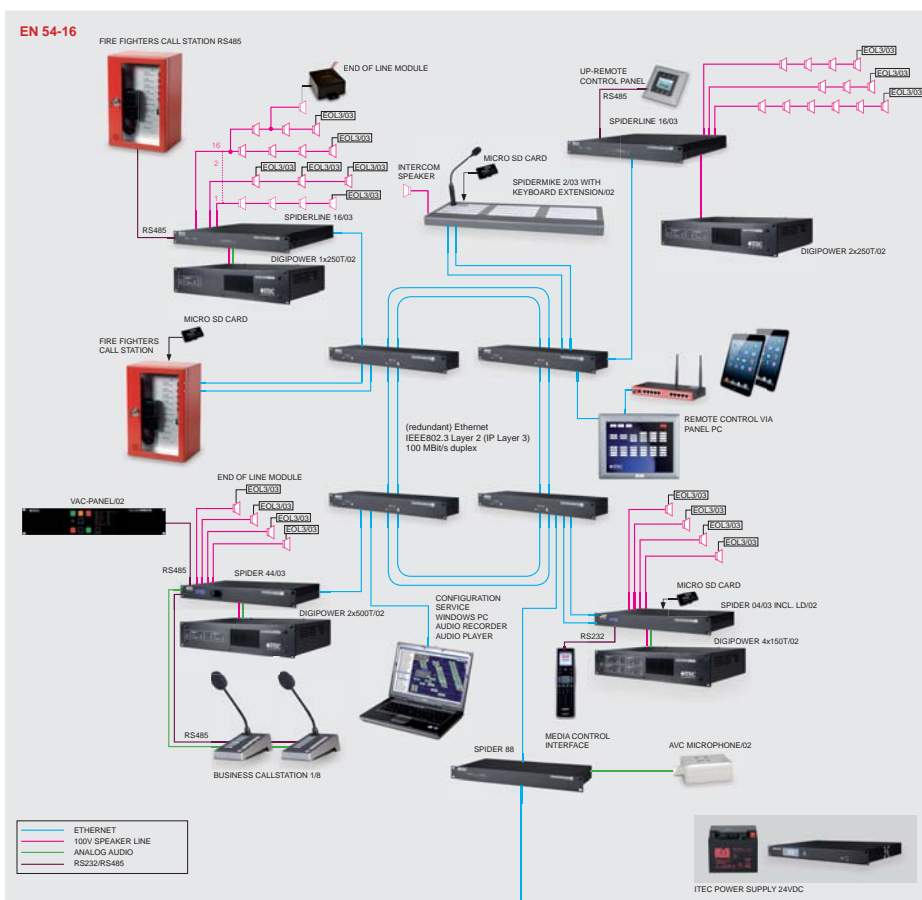 EN 54-16
FIRE FIGHTERS CALL STATION RS485
END OF LINE MODULE
EOL3/03
16
EOL3/03
2
EOL3/03
EOL3/03
EOL3/03
1
EOL3/03
SPIDERLINE 16/03
RS485
DIGIPOWER 1x250T/02
UP-REMOTE
CONTROL PANEL
RS485
EOL3/03
EOL3/03
EOL3/03
SPIDERLINE 16/03
DIGIPOWER 2x250T/02
INTERCOM
SPEAKER
MICRO SD CARD
SPIDERMIKE 2/03 WITH
KEYBOARD EXTENSION/02
MICRO SD CARD
FIRE FIGHTERS
CALL STATION
(redundant) Ethernet
IEEE802.3 Layer 2 (IP Layer 3)
100 MBit/s duplex
REMOTE CONTROL VIA
PANEL PC
END OF LINE MODULE
EOL3/03
EOL3/03
EOL3/03
EOL3/03
VAC-PANEL/02
RS485
SPIDER 44/03
DIGIPOWER 2x500T/02
RS485
BUSINESS CALLSTATION 1/8
CONFIGURATION
SERVICE
WINDOWS PC
AUDIO RECORDER
AUDIO PLAYER
EOL3/03
EOL3/03
EOL3/03
EOL3/03
MICRO SD CARD
SPIDER 04/03 INCL. LD/02
RS232
DIGIPOWER 4x150T/02
MEDIA CONTROL
INTERFACE
SPIDER 88
AVC MICROPHONE/02
ETHERNET
100V SPEAKER LINE
ANALOG AUDIO
RS232/RS485
ITEC POWER SUPPLY 24VDC